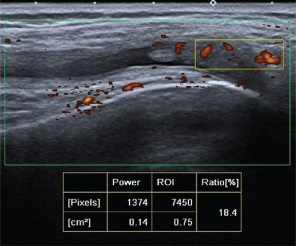 Power ROI Ratio[%]
[Pixels] 1374 7450 18.4
[cm²] 0.14 0.75